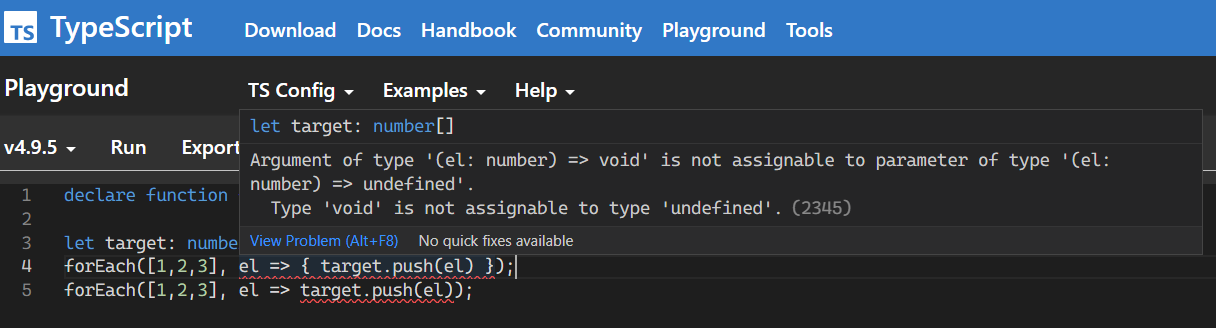 TS TypeScript Download Docs Handbook Community Playground Tools
Playground TS Config Examples Help
v4.9.5 Run Export
let target: number[]
Argument of type '(el: number) => void' is not assignable to parameter of type '(el:
number) => undefined'.
Type 'void' is not assignable to type 'undefined'. (2345)
View Problem (Alt+F8) No quick fixes available
1 declare function
2
3 let target: numbe
4 forEach([1,2,3], el => { target.push(el) });
5 forEach([1,2,3], el => target.push(el));